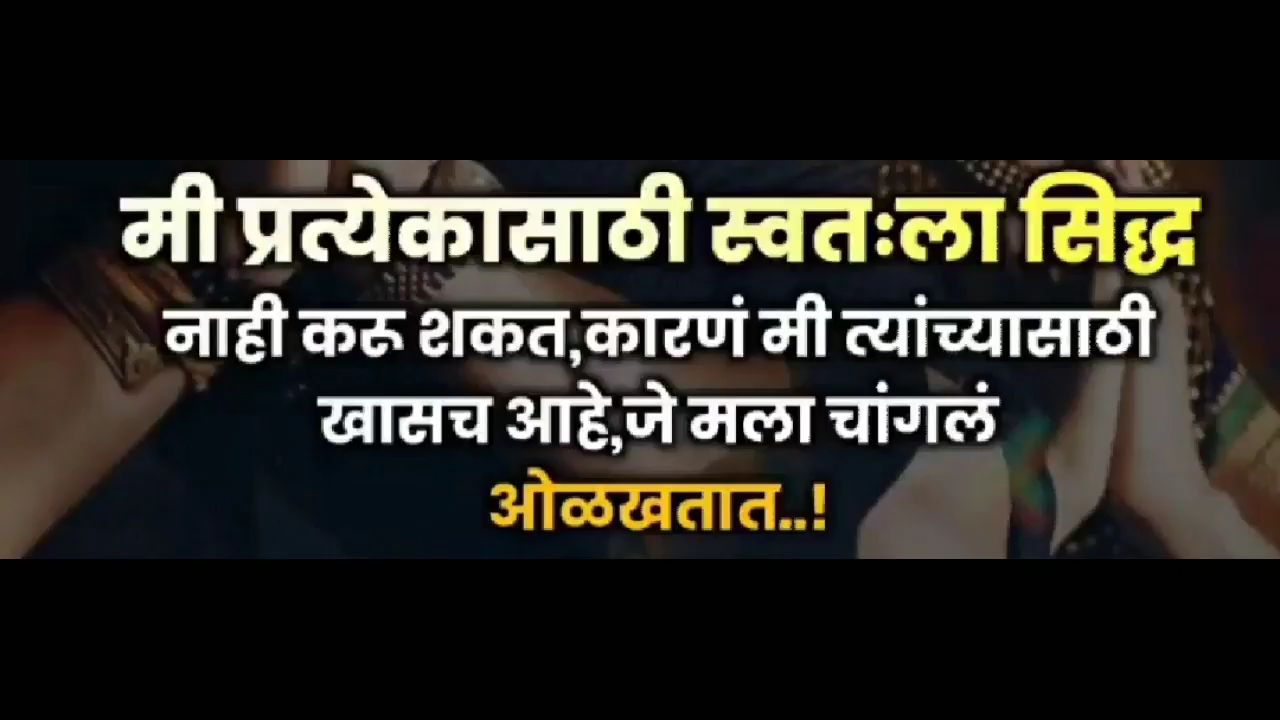 मी प्रत्येकासाठी स्वतःला सिद्ध
नाही करू शकत,कारणं मी त्यांच्यासाठी
खासच आहे,जे मला चांगलं
ओळखतात..!